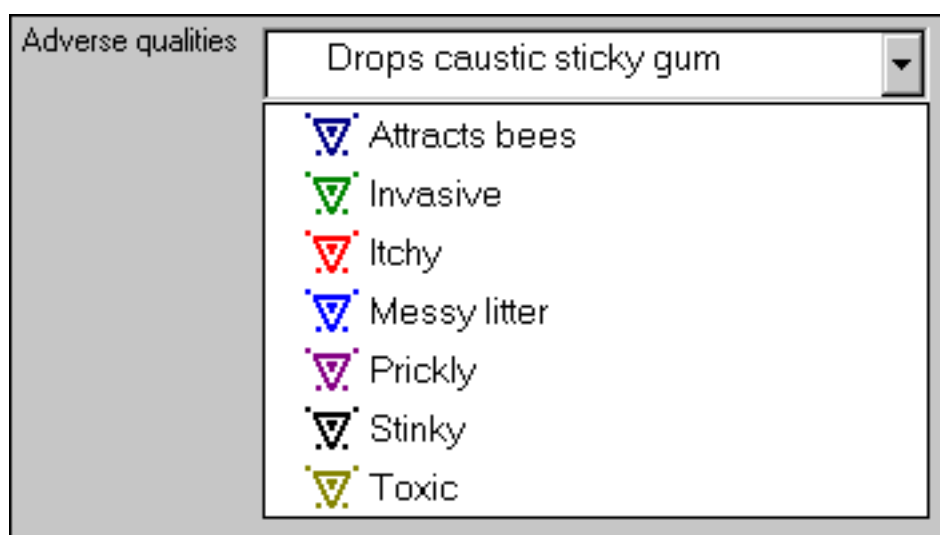 Adverse qualities
Drops caustic sticky gum
Attracts bees
Invasive
Itchy
Messy litter
Prickly
Stinky
Toxic